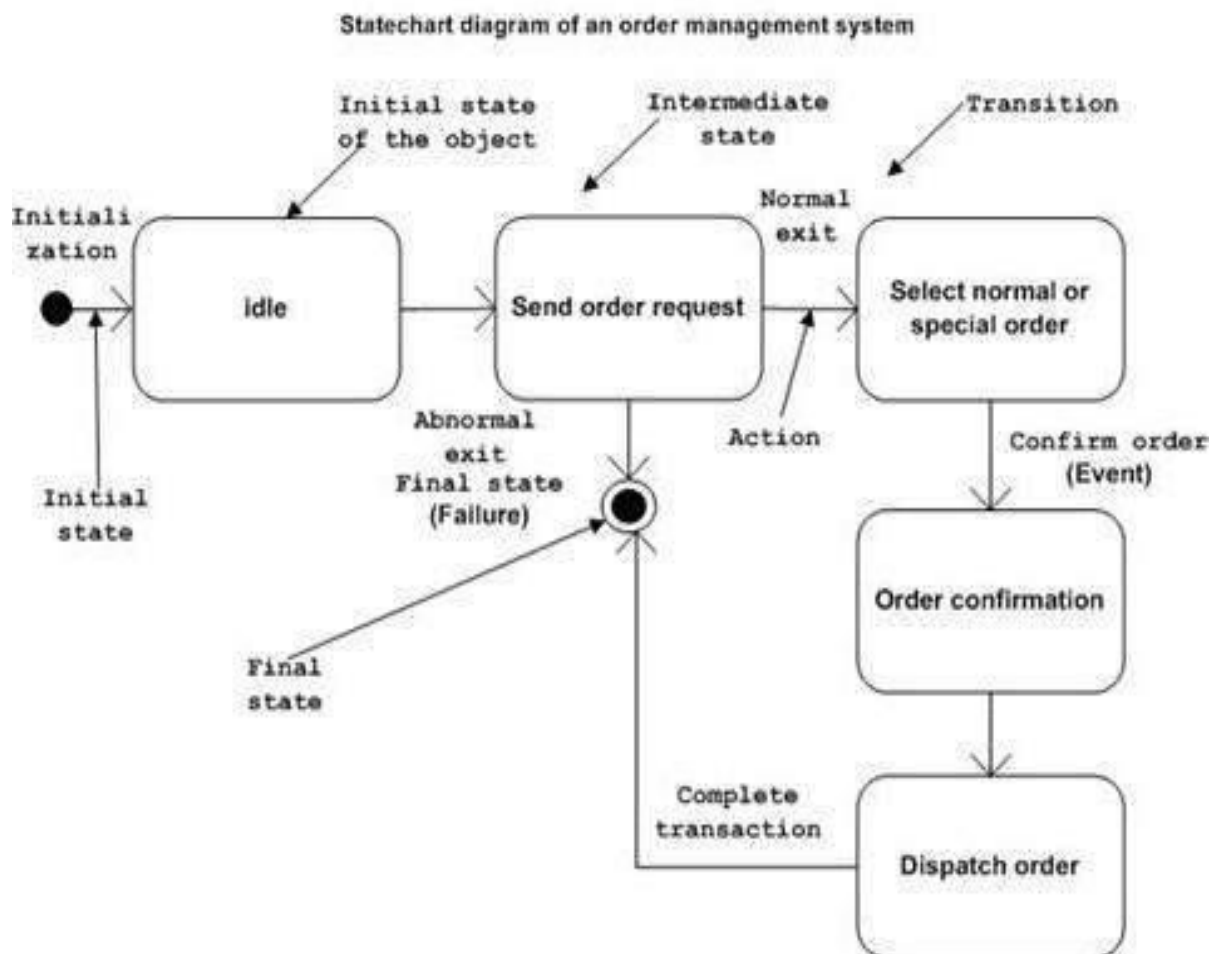 Statechart diagram of an order management system
Initial state
of the object
Intermediate
state
Transition
Initiali
zation
Normal
exit
Idle
Send order request
Select normal or
special order
Abnormal
exit
Final state
(Failure)
Action
Confirm order
(Event)
Initial
state
Order confirmation
Final
state
Complete
transaction
Dispatch order